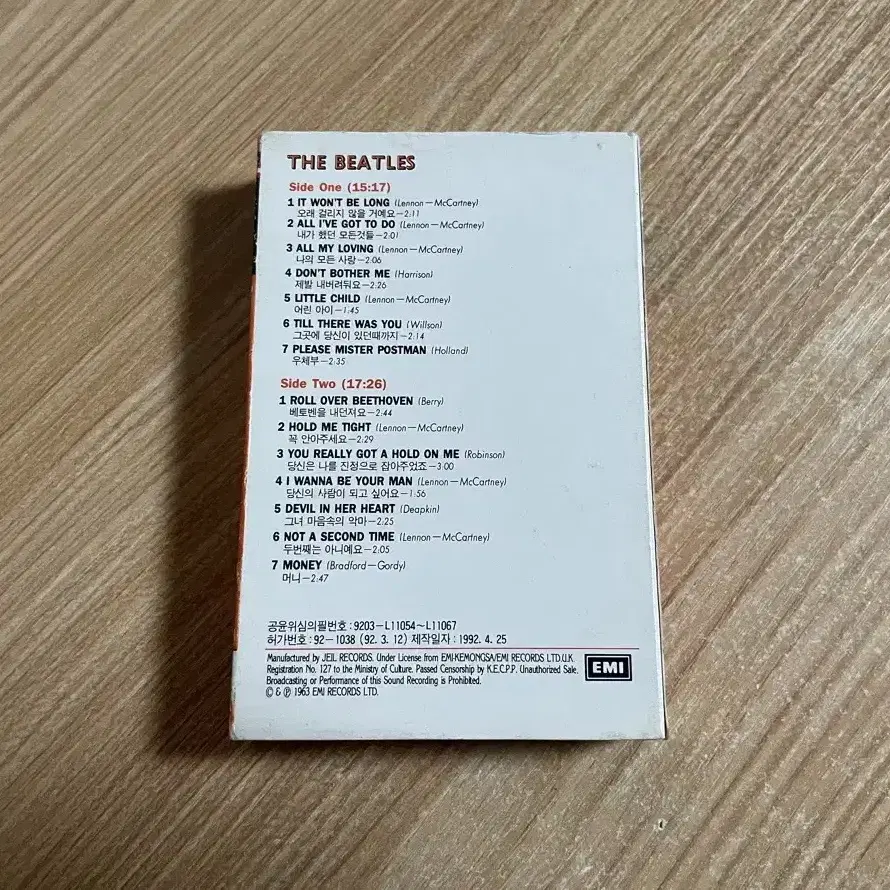 THE BEATLES
Side One (15:17)
1 IT WON'T BE LONG (Lennon—McCartney)
오래 걸리지 않을 거예요—2:11
2 ALL I'VE GOT TO DO (Lennon—McCartney)
내가 했던 모든것들—2:01
3 ALL MY LOVING (Lennon—McCartney)
나의 모든 사랑—2:06
4 DON'T BOTHER ME (Harrison)
제발 내버려둬요—2:26
5 LITTLE CHILD (Lennon—McCartney)
어린 아이—1:45
6 TILL THERE WAS YOU (Willson)
그곳에 당신이 있던때까지—2:14
7 PLEASE MISTER POSTMAN (Holland)
우체부—2:35
Side Two (17:26)
1 ROLL OVER BEETHOVEN (Berry)
베토벤을 내던져요—2:44
2 HOLD ME TIGHT (Lennon—McCartney)
꼭 안아주세요—2:29
3 YOU REALLY GOT A HOLD ON ME (Robinson)
당신은 나를 진정으로 잡아주었죠—3:00
4 I WANNA BE YOUR MAN (Lennon—McCartney)
당신의 사람이 되고 싶어요—1:56
5 DEVIL IN HER HEART (Deapkin)
그녀 마음속의 악마—2:25
6 NOT A SECOND TIME (Lennon—McCartney)
두번째는 아니예요—2:05
7 MONEY (Bradford—Gordy)
머니—2:47
공윤위심의필번호:9203—L11054~L11067
허가번호:92—1038 (92. 3. 12) 제작일자:1992. 4. 25
Manufactured by JEIL RECORDS. Under License from EMI-KEMONGSA/EMI RECORDS LTD.U.K.
Registration No. 127 to the Ministry of Culture. Passed Censorship by K.E.C.P.P. Unauthorized Sale.
Broadcasting or Performance of this Sound Recording is Prohibited.
© & ℗ 1963 EMI RECORDS LTD.
EMI